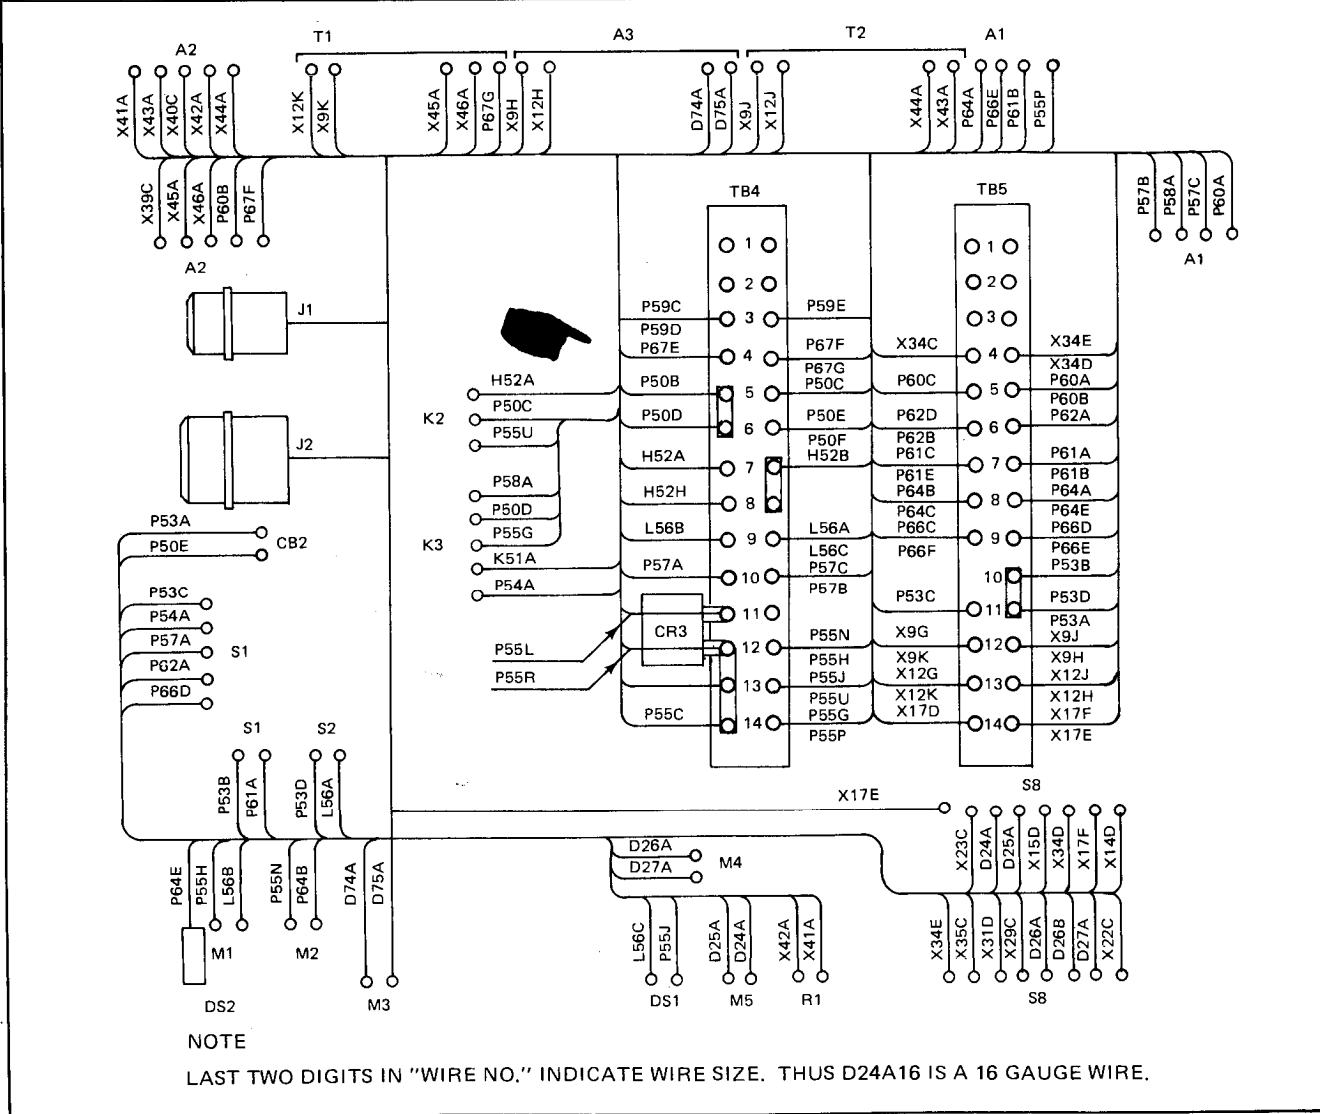 T1 A3 T2 A1
A2
X41A X43A X40C X42A X44A X12K X9K X45A X46A P67G X9H X12H D74A D75A X9J X12J X44A X43A P64A P66E P61B P55P
X39C X45A X46A P60B P67F P57B P58A P57C P60A
TB4 TB5
A2 A1
1 1
2 2
J1
P59C 3 P59E 3
P59D
P67E 4 P67F X34C 4 X34E
P67G X34D
H52A P50B 5 P50C P60C 5 P60A
P60B
K2 P50C P50D 6 P50E P62D 6 P62A
P55U P50F P62B
J2 H52A 7 H52B P61C 7 P61A
P61E P61B
P58A H52H 8 P64B 8 P64A
P50D P64C P64E
P53A P55G L56B 9 L56A P66C 9 P66D
CB2 K3
P50E L56C P66F P66E
K51A P57A 10 P57C 10 P53B
P54A P57B
P53C P53C 11 P53D
P54A CR3 11 P53A
P57A S1 P55L 12 P55N X9G 12 X9J
P55H X9K X9H
P62A P55R 13 P55J X12G 13 X12J
P66D P55U X12K X12H
P55C 14 P55G X17D 14 X17F
P55P X17E
S1 S2
X17E S8
P53B P61A P53D L56A
X23C D24A D25A X15D X34D X17F X14D
D26A
D27A M4
P64E P55H L56B P55N P64B D74A D75A
L56C P55J D25A D24A X42A X41A
X34E X35C X31D X29C D26A D26B D27A X22C
M1 M2
DS2 M3 DS1 M5 R1 S8
NOTE
LAST TWO DIGITS IN "WIRE NO." INDICATE WIRE SIZE. THUS D24A16 IS A 16 GAUGE WIRE.